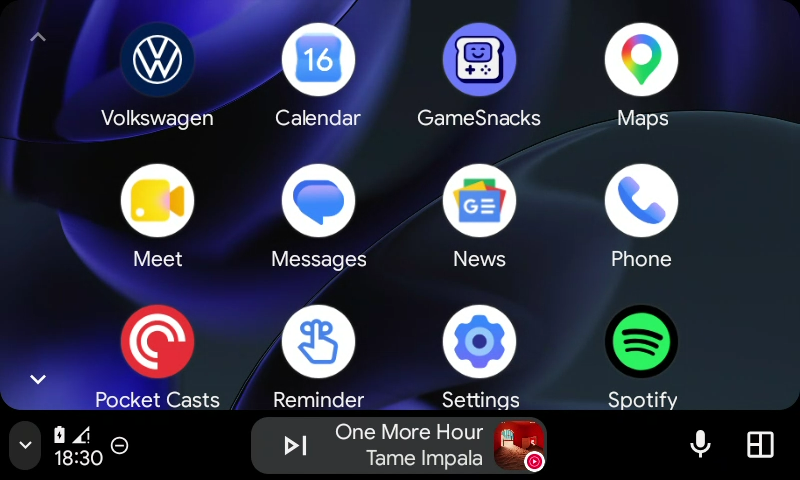 Volkswagen
16
Calendar
GameSnacks
Maps
Meet
Messages
GE
News
Phone
Pocket Casts
Reminder
Settings
Spotify
18:30
One More Hour
Tame Impala